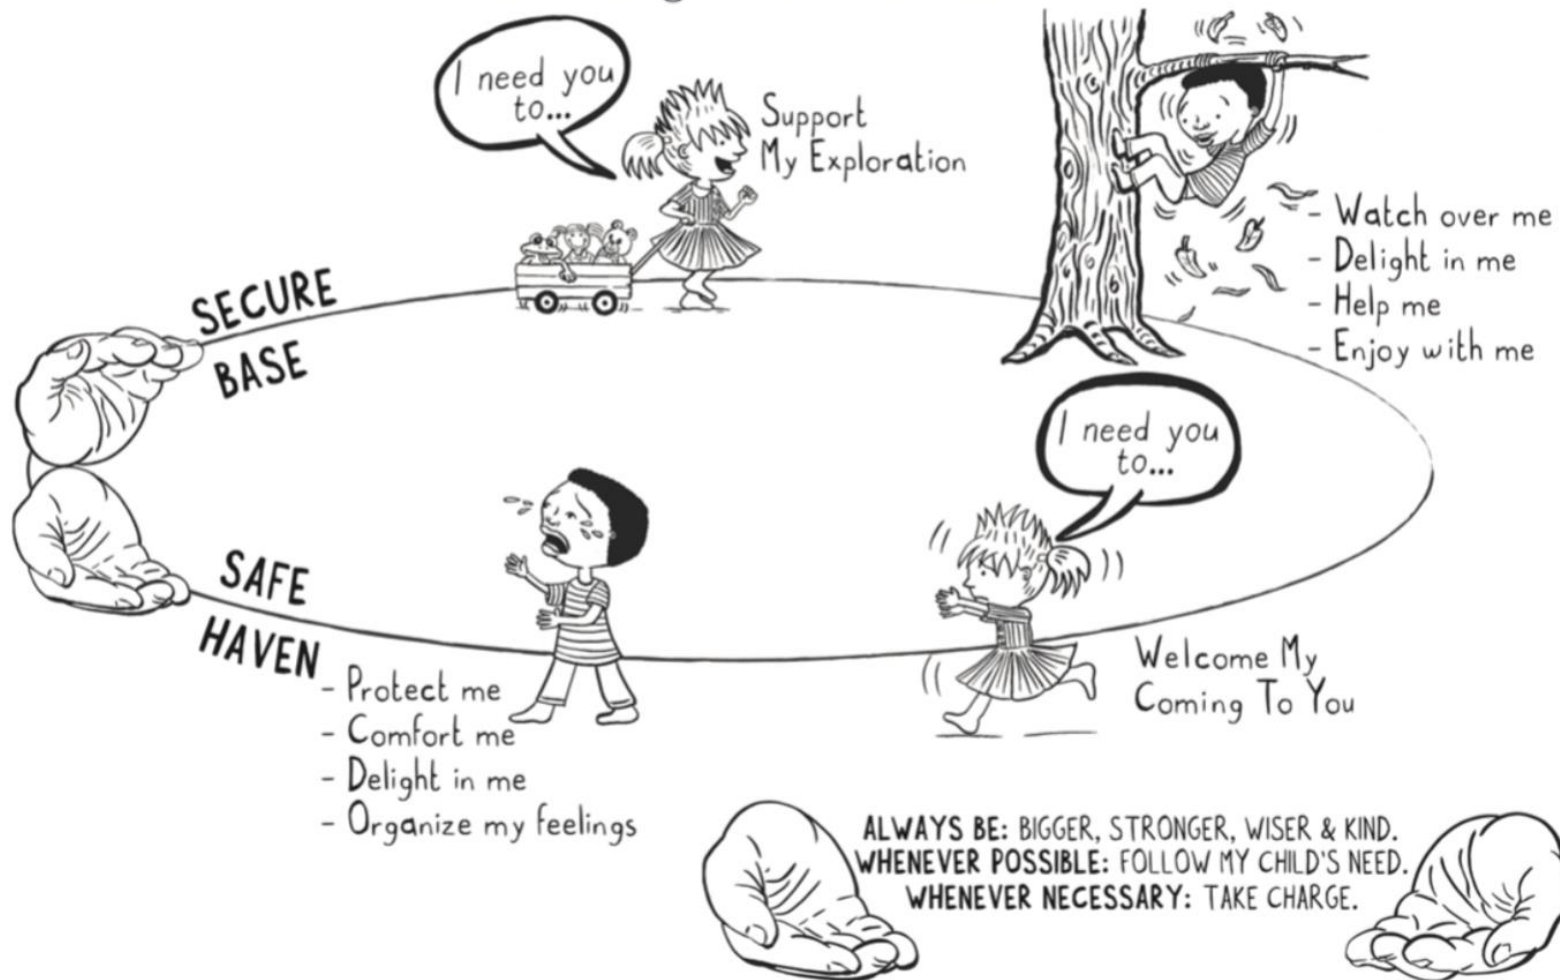 I need you
to...
Support
My Exploration
- Watch over me
- Delight in me
- Help me
- Enjoy with me
SECURE
BASE
I need you
to...
Welcome My
Coming To You
SAFE
HAVEN
- Protect me
- Comfort me
- Delight in me
- Organize my feelings
ALWAYS BE: BIGGER, STRONGER, WISER & KIND.
WHENEVER POSSIBLE: FOLLOW MY CHILD'S NEED.
WHENEVER NECESSARY: TAKE CHARGE.